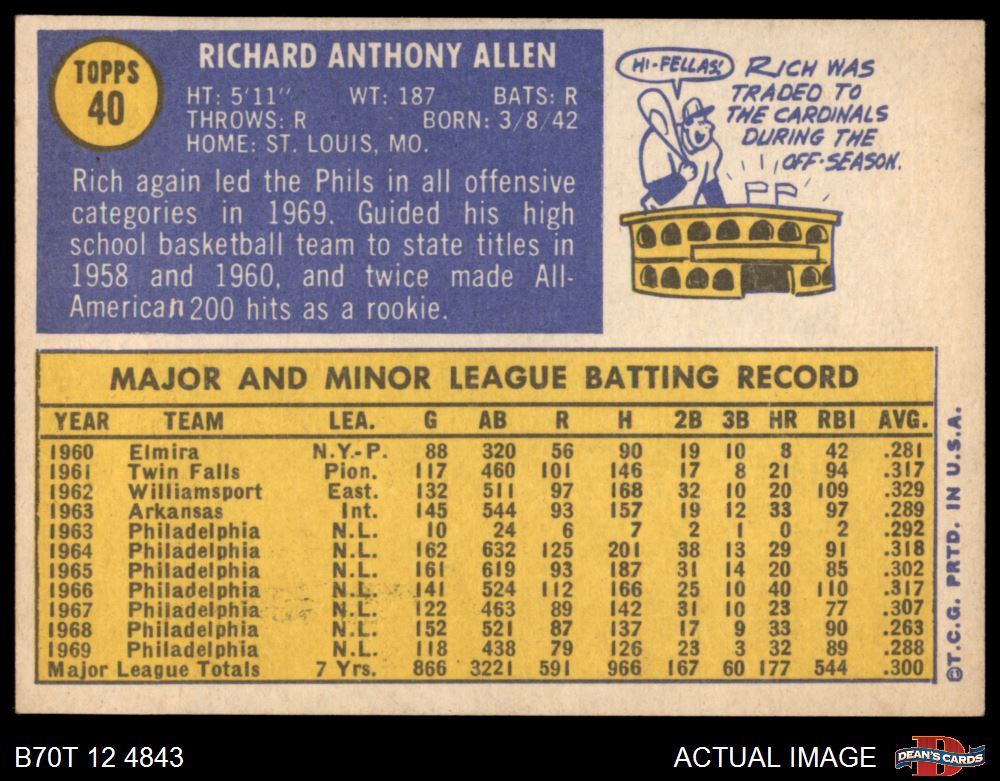 TOPPS
40
RICHARD ANTHONY ALLEN
HT: 5'11" WT: 187 BATS: R
THROWS: R BORN: 3/8/42
HOME: ST. LOUIS, MO.
Rich again led the Phils in all offensive
categories in 1969. Guided his high
school basketball team to state titles in
1958 and 1960, and twice made All-
American 200 hits as a rookie.
HI-FELLAS!
RICH WAS
TRADED TO
THE CARDINALS
DURING THE
OFF-SEASON.
MAJOR AND MINOR LEAGUE BATTING RECORD
YEAR TEAM LEA. G AB R H 2B 3B HR RBI AVG.
1960 Elmira N.Y.-P. 88 320 56 90 19 10 8 42 .281
1961 Twin Falls Pion. 117 460 101 146 17 8 21 94 .317
1962 Williamsport East. 132 511 97 168 32 10 20 109 .329
1963 Arkansas Int. 145 544 93 157 19 12 33 97 .289
1963 Philadelphia N.L. 10 24 6 7 2 1 0 2 .292
1964 Philadelphia N.L. 162 632 125 201 38 13 29 91 .318
1965 Philadelphia N.L. 161 619 93 187 31 14 20 85 .302
1966 Philadelphia N.L. 141 524 112 166 25 10 40 110 .317
1967 Philadelphia N.L. 122 463 89 142 31 10 23 77 .307
1968 Philadelphia N.L. 152 521 87 137 17 9 33 90 .263
1969 Philadelphia N.L. 118 438 79 126 23 3 32 89 .288
Major League Totals 7 Yrs. 866 3221 591 966 167 60 177 544 .300
©T.C.G. PRTD. IN U.S.A.
B70T 12 4843
ACTUAL IMAGE
D
DEAN'S CARDS